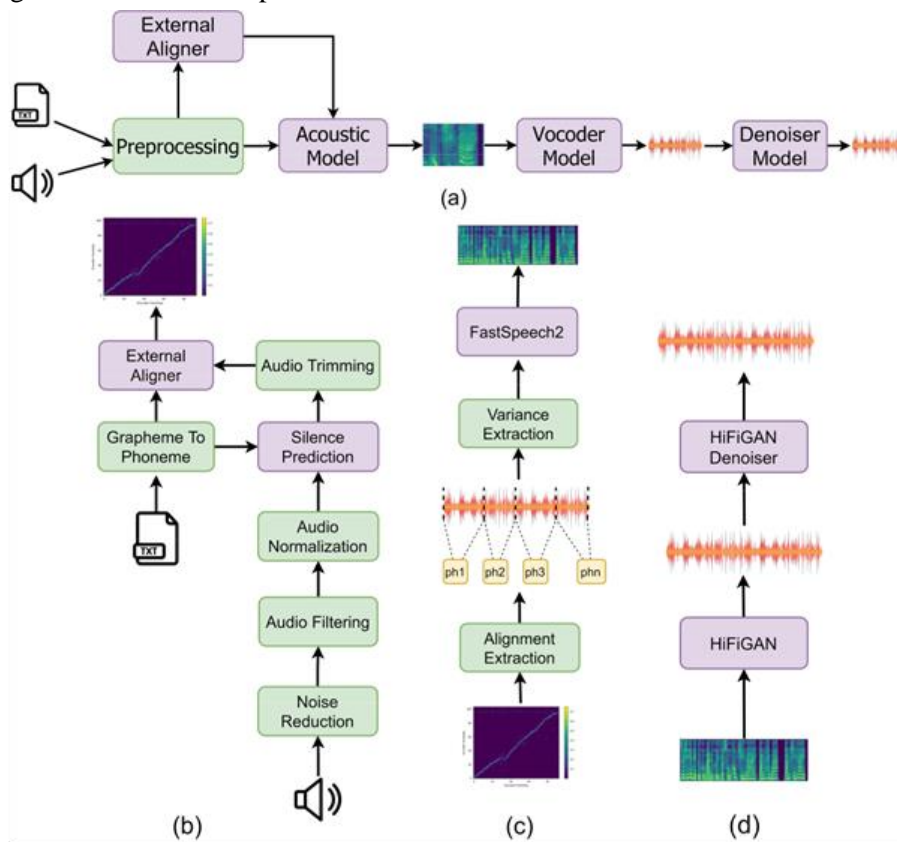 External
Aligner
TXT
Preprocessing
Acoustic
Model
Vocoder
Model
Denoiser
Model
(a)
External
Aligner
Audio Trimming
Grapheme To
Phoneme
Silence
Prediction
TXT
Audio
Normalization
Audio Filtering
Noise
Reduction
(b)
FastSpeech2
Variance
Extraction
ph1
ph2
ph3
phn
Alignment
Extraction
(c)
HiFiGAN
Denoiser
HiFiGAN
(d)